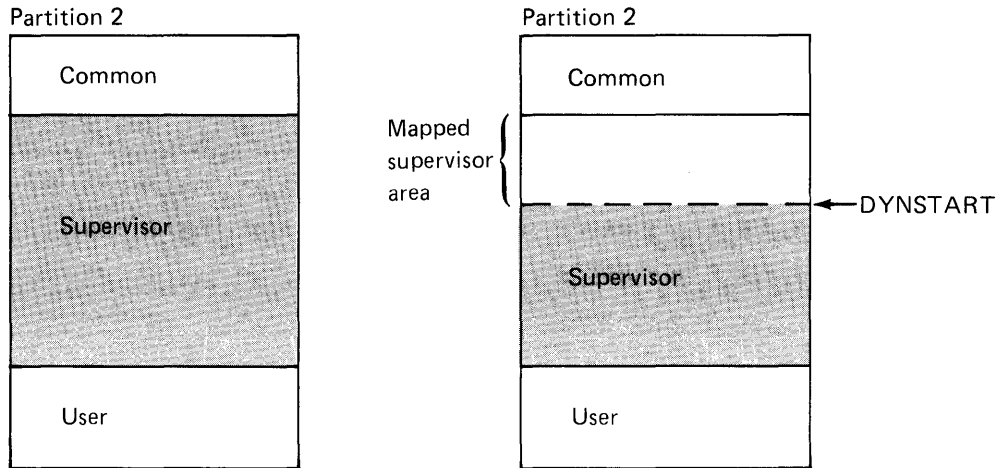 Partition 2
Common
Supervisor
User
Partition 2
Common
Mapped
supervisor
area
DYNSTART
Supervisor
User